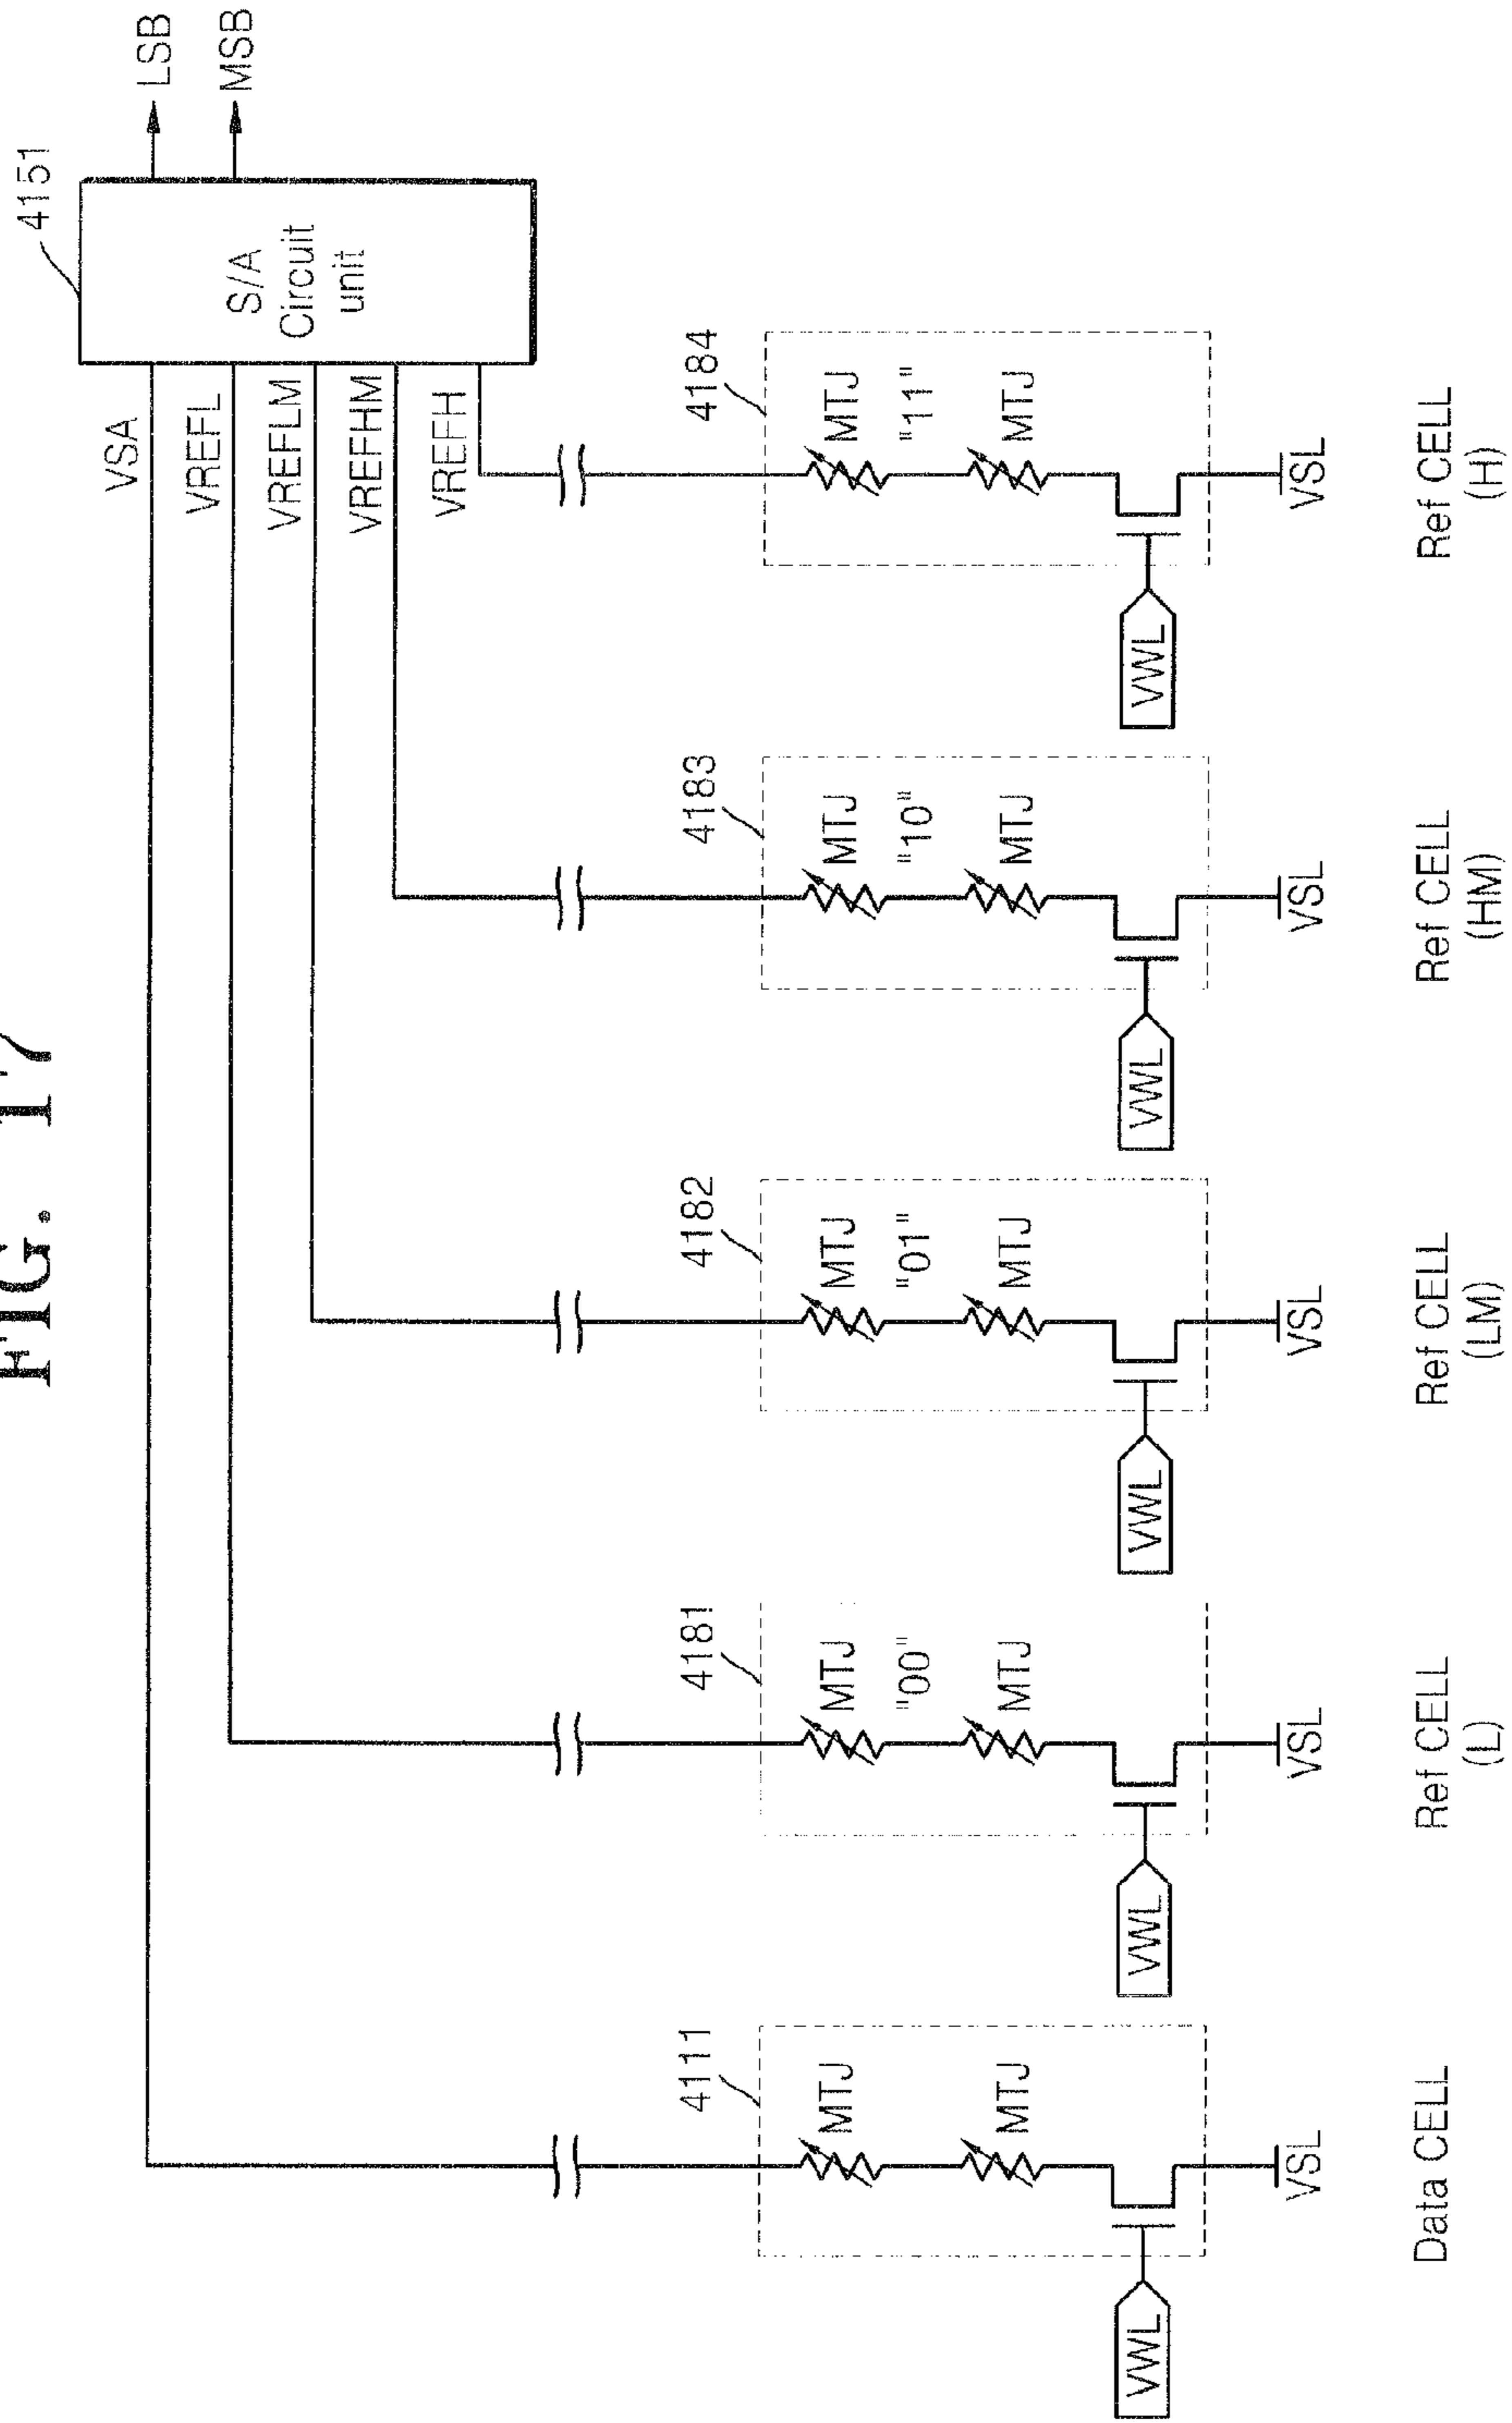 FIG. 17
4151
S/A
Circuit
unit
LSB
MSB
VSA
VREFL
VREFLM
VREFHM
VREFH
4111
MTJ
MTJ
VWL
VSL
Data CELL
4181
MTJ
"00"
MTJ
VWL
VSL
Ref CELL
(L)
4182
MTJ
"01"
MTJ
VWL
VSL
Ref CELL
(LM)
4183
MTJ
"10"
MTJ
VWL
VSL
Ref CELL
(HM)
4184
MTJ
"11"
MTJ
VWL
VSL
Ref CELL
(H)